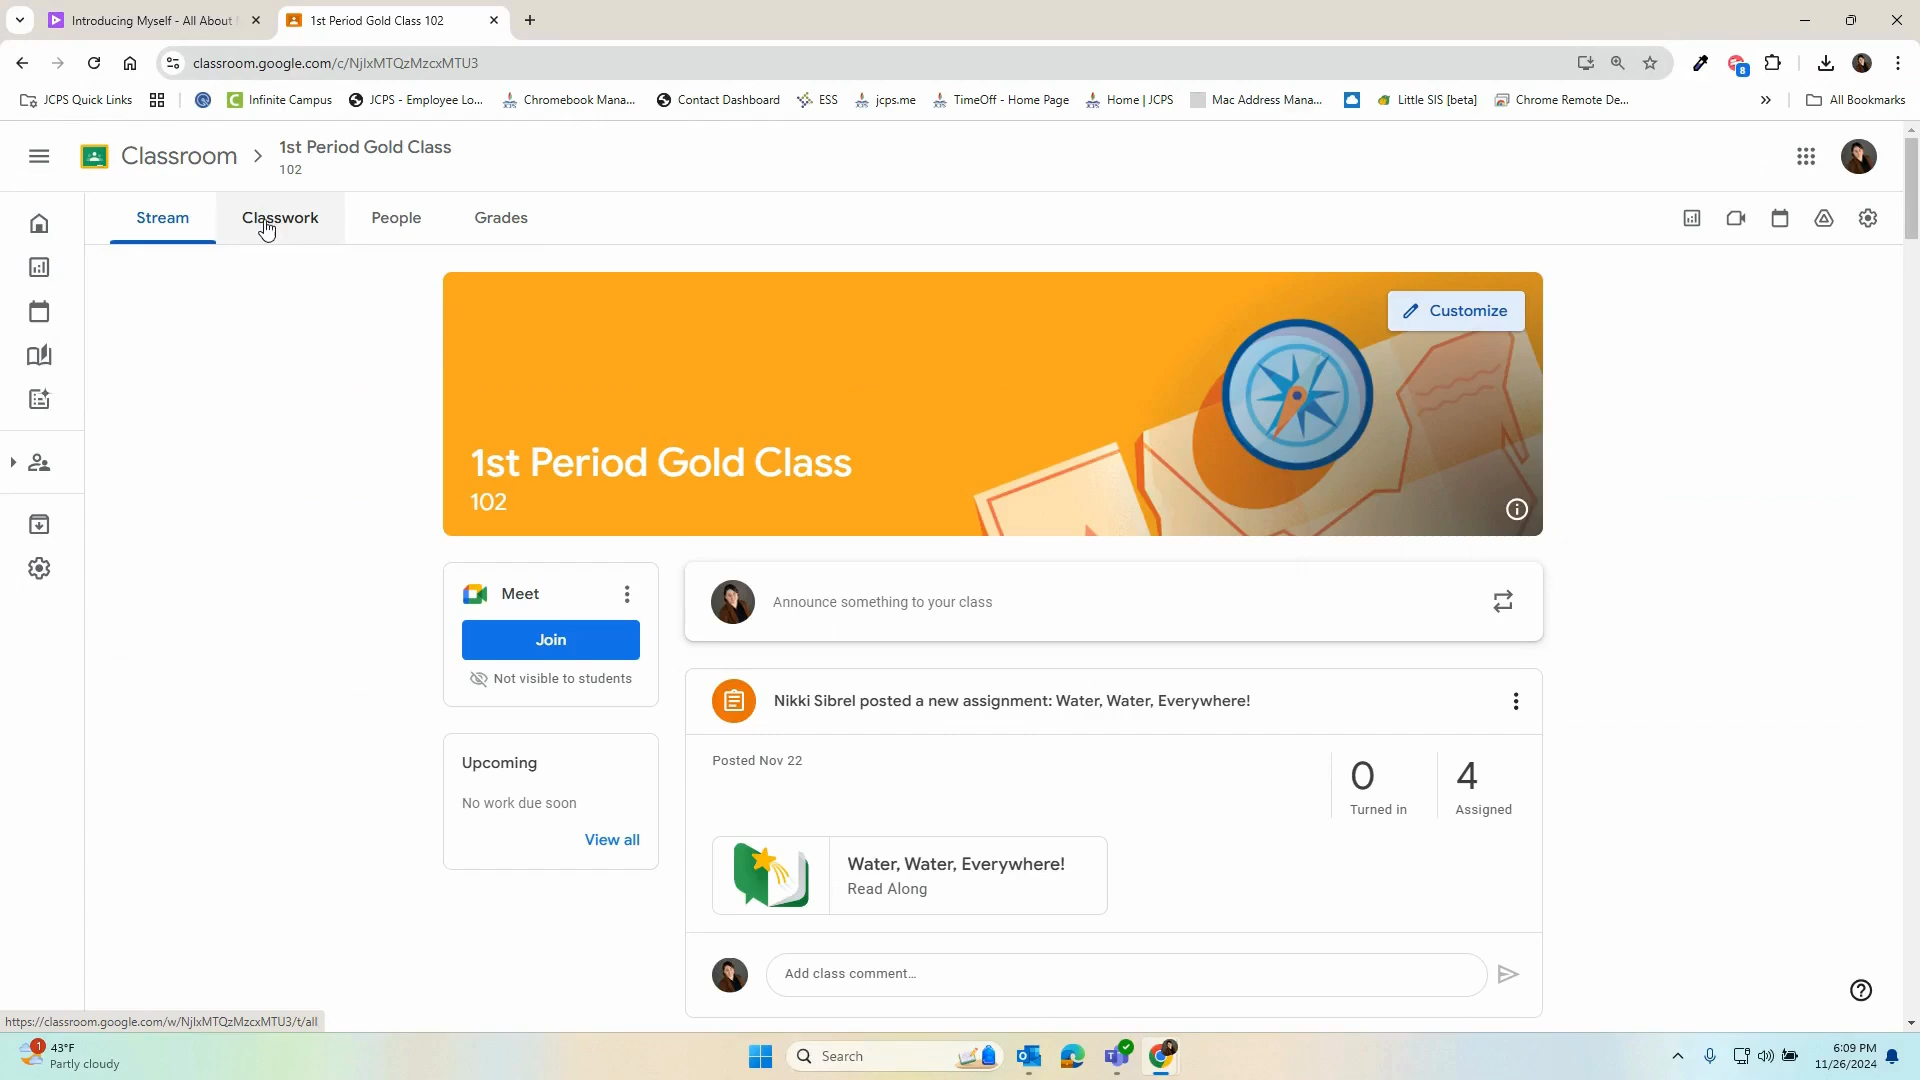 Introducing Myself - All About
1st Period Gold Class 102
classroom.google.com/c/NjIxMTQzMzcxMTU3
8
JCPS Quick Links
Infinite Campus
JCPS - Employee Lo...
Chromebook Mana...
Contact Dashboard
ESS
jcps.me
TimeOff - Home Page
Home | JCPS
Mac Address Mana...
Little SIS [beta]
Chrome Remote De...
All Bookmarks
Classroom
1st Period Gold Class
102
Stream
Classwork
People
Grades
Customize
1st Period Gold Class
102
Meet
Join
Not visible to students
Announce something to your class
Nikki Sibrel posted a new assignment: Water, Water, Everywhere!
Posted Nov 22
0
Turned in
4
Assigned
Upcoming
No work due soon
View all
Water, Water, Everywhere!
Read Along
Add class comment…
https://classroom.google.com/w/NjIxMTQzMzcxMTU3/t/all
1
43°F
Partly cloudy
Search
6:09 PM
11/26/2024